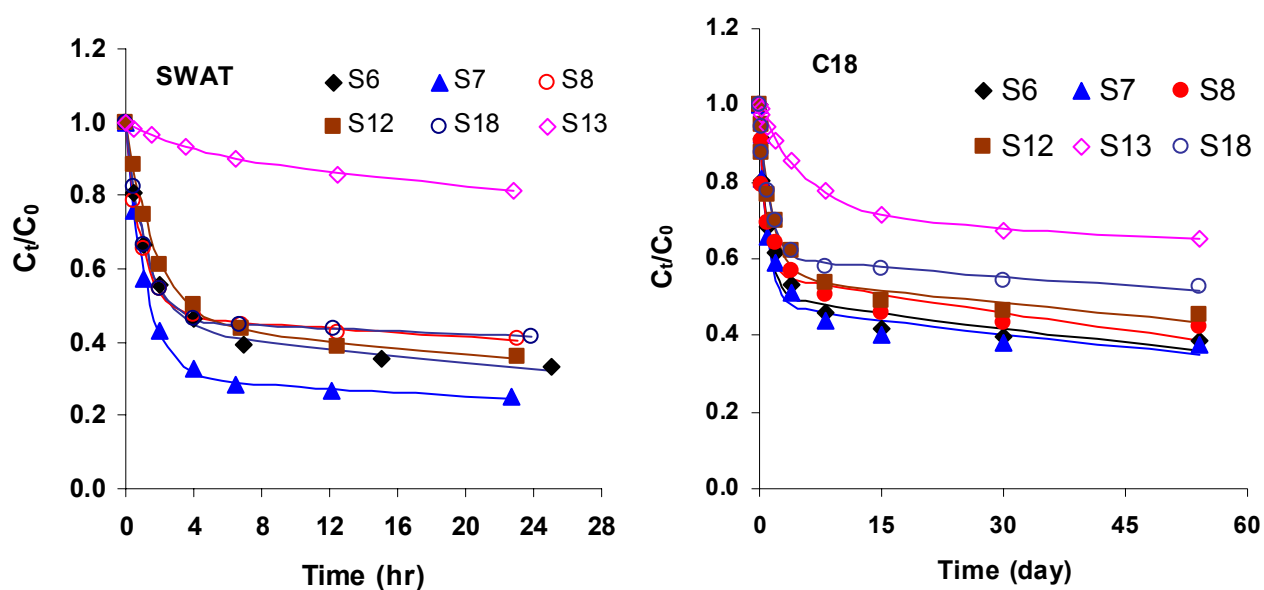 SWAT
S6 S7 S8
S12 S18 S13
Ct/C0
1.2
1.0
0.8
0.6
0.4
0.2
0.0
0 4 8 12 16 20 24 28
Time (hr)
C18
S6 S7 S8
S12 S13 S18
Ct/C0
1.2
1.0
0.8
0.6
0.4
0.2
0.0
0 15 30 45 60
Time (day)